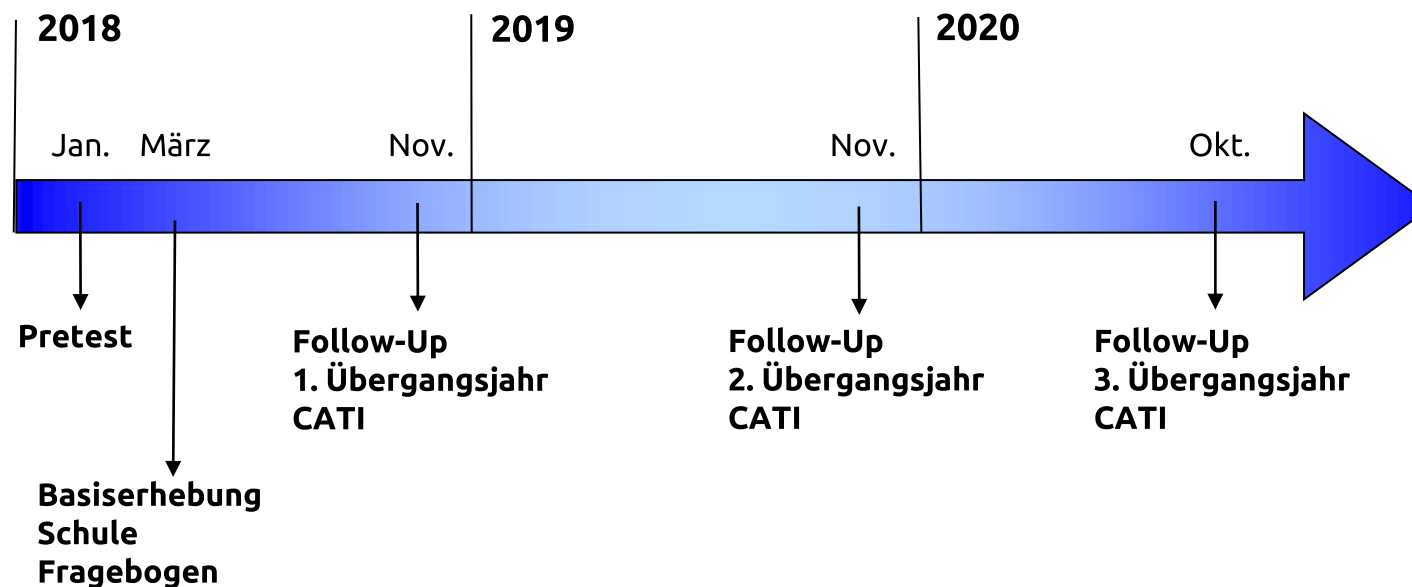 2018
2019
2020
Jan.
März
Nov.
Nov.
Okt.
Pretest
Follow-Up
1. Übergangsjahr
CATI
Follow-Up
2. Übergangsjahr
CATI
Follow-Up
3. Übergangsjahr
CATI
Basiserhebung
Schule
Fragebogen